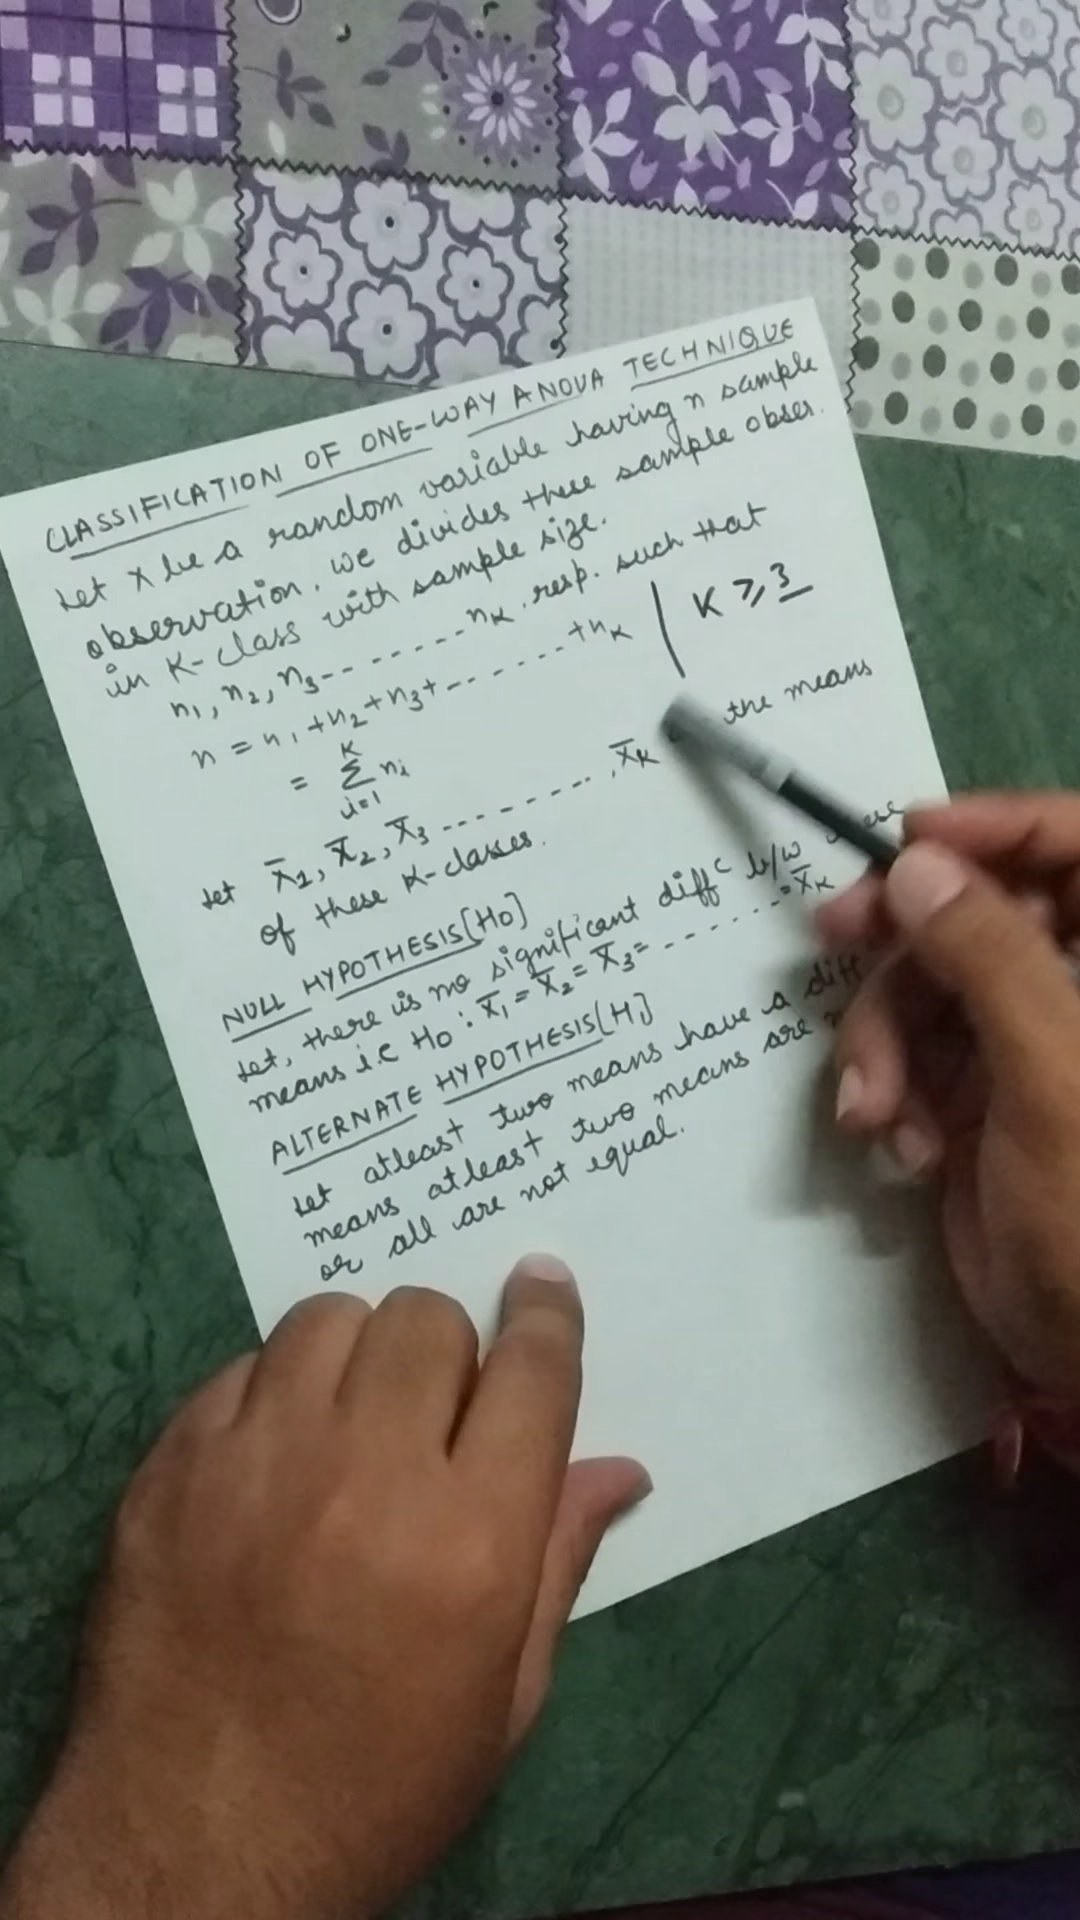 CLASSIFICATION OF ONE-WAY ANOVA TECHNIQUE
Let X be a random variable having n sample
observation. We divides these sample obser.
in K-class with sample size.
n₁, n₂, n₃ - - - - - - - nₖ. resp. such that
n = n₁ + n₂ + n₃ + - - - - - - - + nₖ | K ≥ 3
= Σᵢ₌₁ᴷ nᵢ
Let X̄₁, X̄₂, X̄₃ - - - - - - - - , X̄ₖ the means
of these K-classes.
NULL HYPOTHESIS[H0]
Let, there is no significant diffᶜ b/w these
means i.e H0 : X̄₁ = X̄₂ = X̄₃ = - - - - - - - = X̄ₖ
ALTERNATE HYPOTHESIS[H₁]
Let atleast two means have a diff
means atleast two means are
or all are not equal.